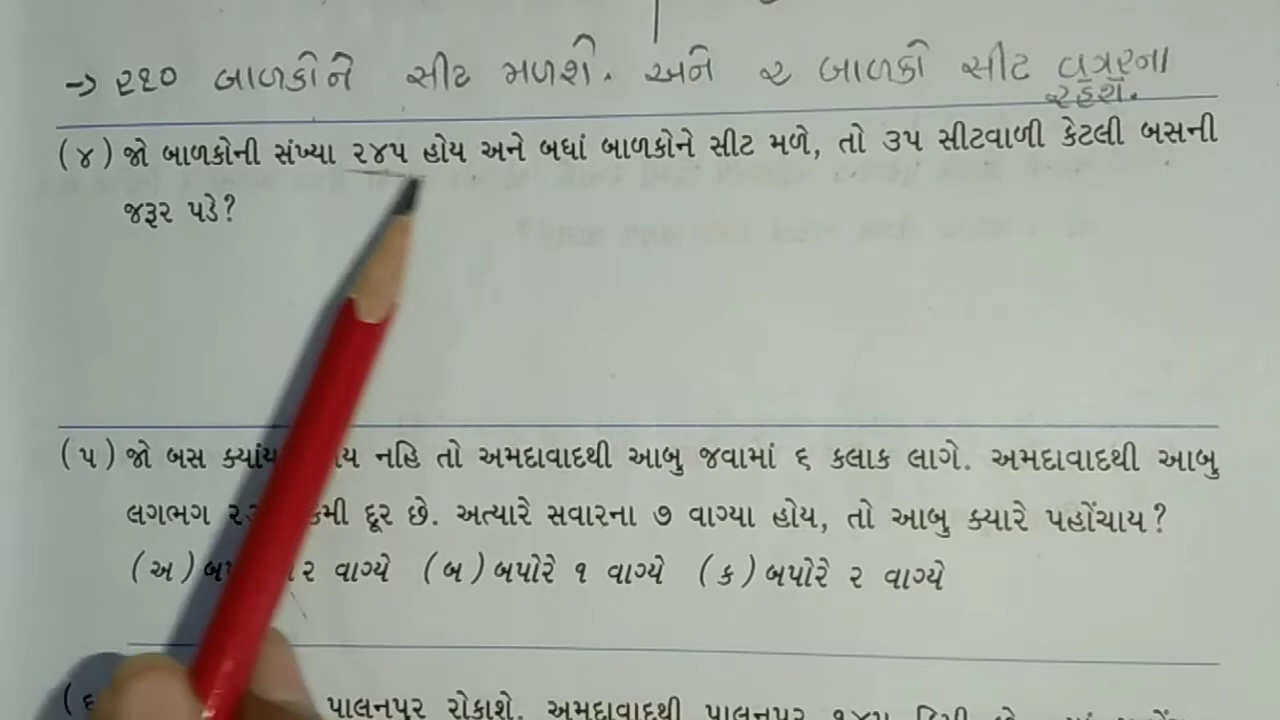 → ૨૧૦ બાળકોને સીટ મળશે. અને ૨ બાળકો સીટ વગરના
રહેશે.
(૪) જો બાળકોની સંખ્યા ૨૪૫ હોય અને બધાં બાળકોને સીટ મળે, તો ૩૫ સીટવાળી કેટલી બસની
જરૂર પડે?
(૫) જો બસ ક્યાંય નહિ તો અમદાવાદથી આબુ જવામાં ૬ કલાક લાગે. અમદાવાદથી આબુ
લગભગ કિમી દૂર છે. અત્યારે સવારના ૭ વાગ્યા હોય, તો આબુ ક્યારે પહોંચાય?
(અ) વાગ્યે (બ) બપોરે ૧ વાગ્યે (ક) બપોરે ૨ વાગ્યે
(૬ પાલનપુર રોકાશે. અમદાવાદથી પાલનપુર